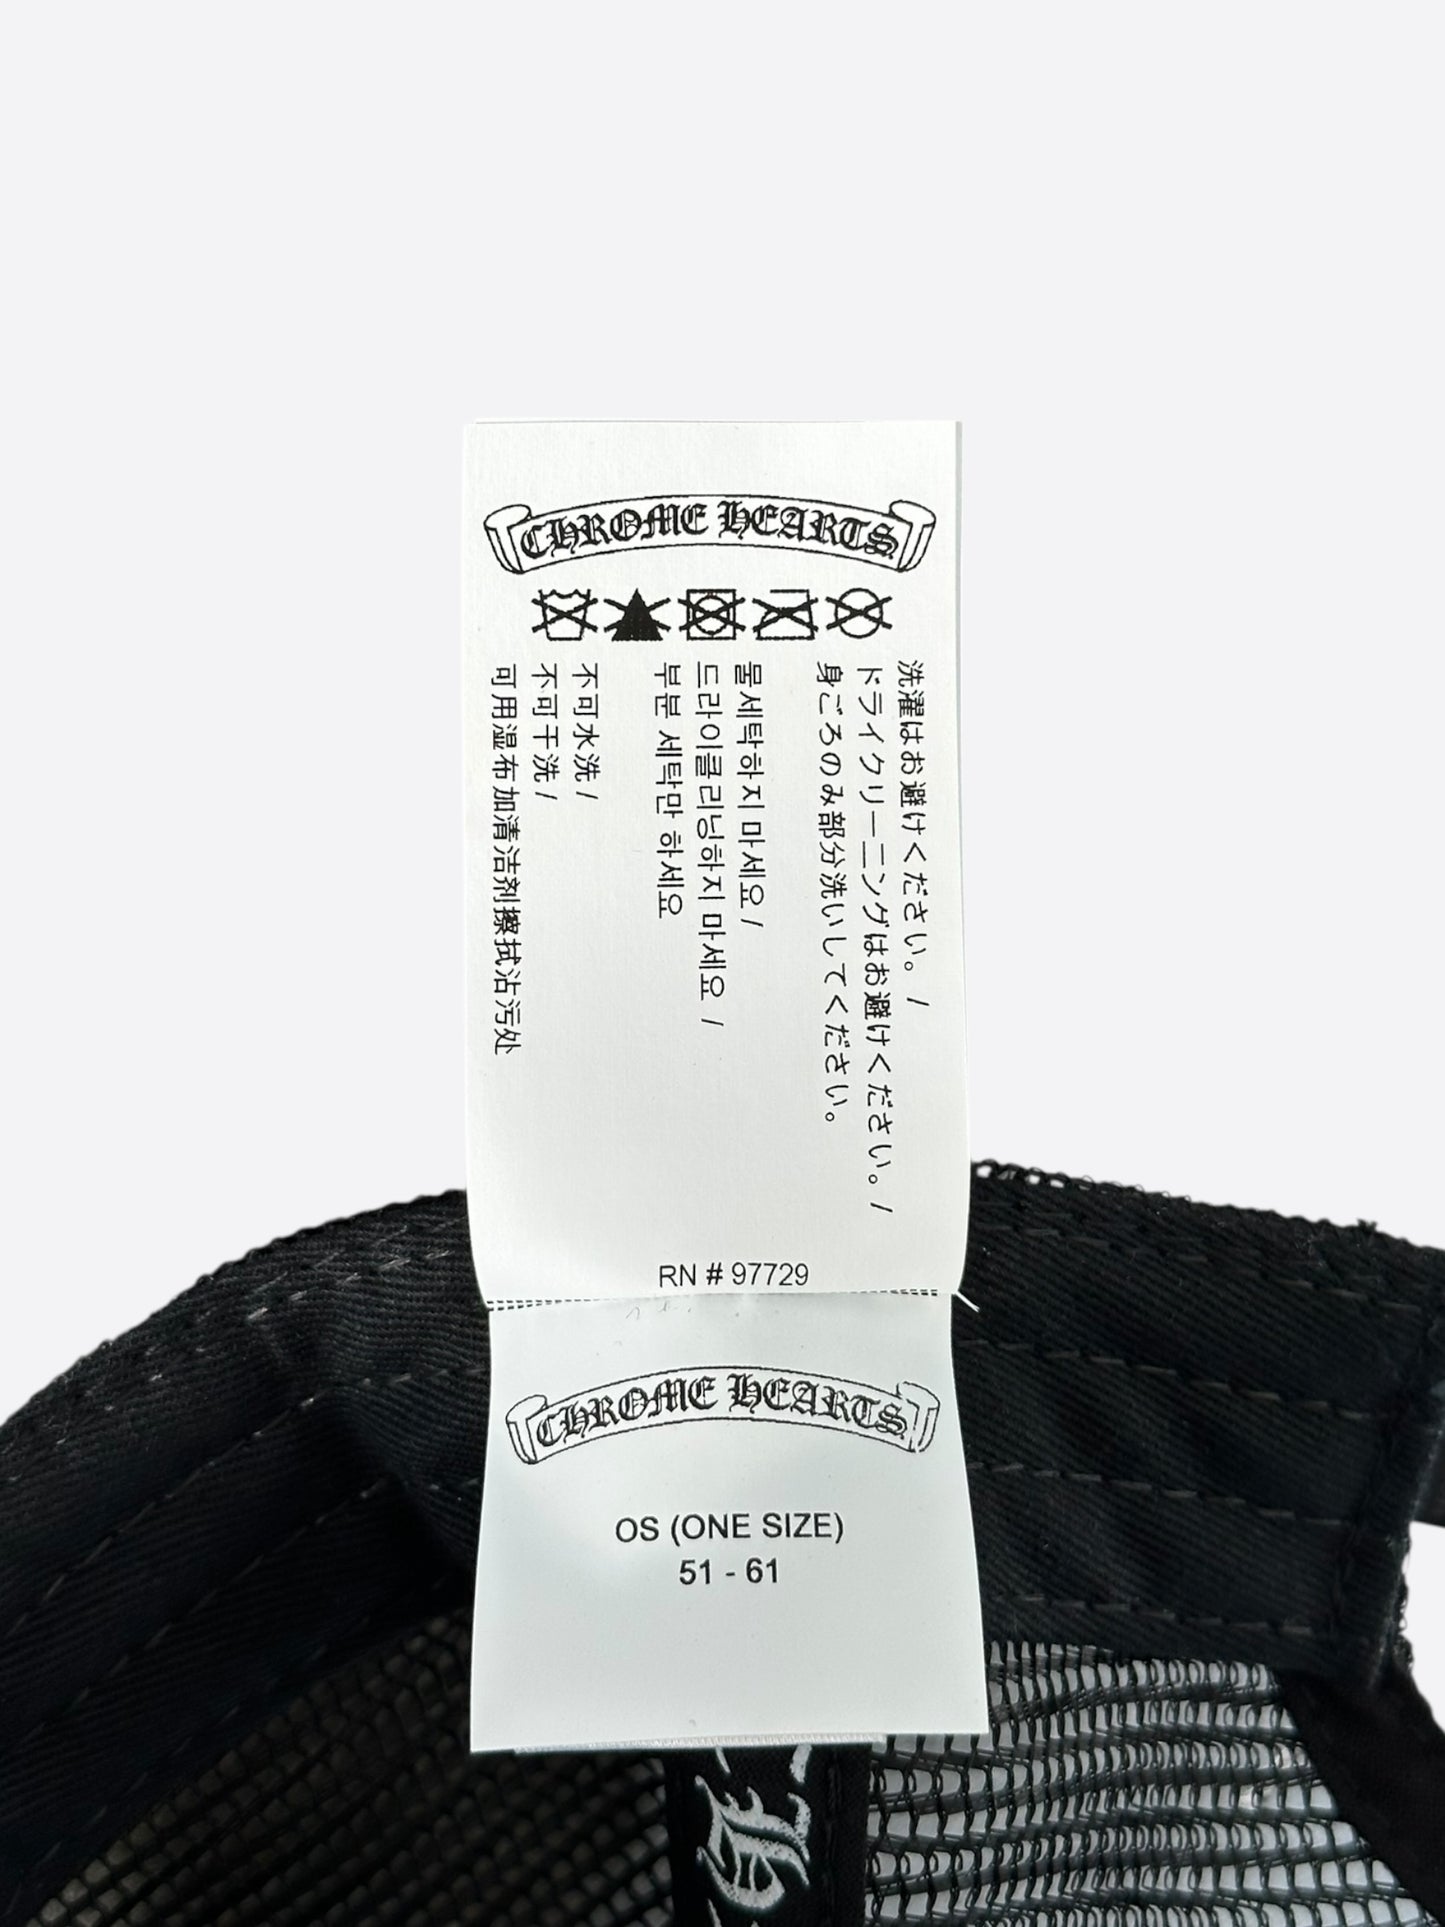 CHROME HEARTS
洗濯はお避けください。/
ドライクリーニングはお避けください。/
身ごろのみ部分洗いしてください。
물세탁하지 마세요 /
드라이클리닝하지 마세요 /
부분 세탁만 하세요
不可水洗 /
不可干洗 /
可用湿布加清洁剂擦拭沾污处
RN # 97729
CHROME HEARTS
OS (ONE SIZE)
51 - 61